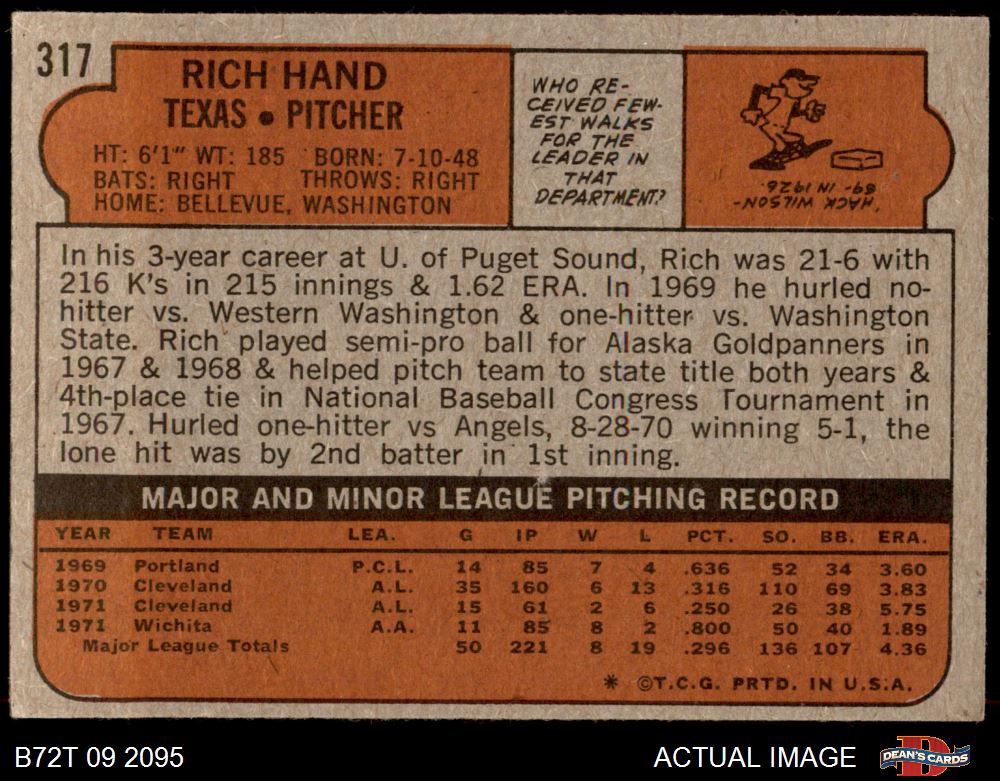 317
RICH HAND
TEXAS • PITCHER
HT: 6'1" WT: 185 BORN: 7-10-48
BATS: RIGHT THROWS: RIGHT
HOME: BELLEVUE, WASHINGTON
WHO RE-
CEIVED FEW-
EST WALKS
FOR THE
LEADER IN
THAT
DEPARTMENT?
HACK WILSON-
69- IN 1926.
In his 3-year career at U. of Puget Sound, Rich was 21-6 with
216 K's in 215 innings & 1.62 ERA. In 1969 he hurled no-
hitter vs. Western Washington & one-hitter vs. Washington
State. Rich played semi-pro ball for Alaska Goldpanners in
1967 & 1968 & helped pitch team to state title both years &
4th-place tie in National Baseball Congress Tournament in
1967. Hurled one-hitter vs Angels, 8-28-70 winning 5-1, the
lone hit was by 2nd batter in 1st inning.
MAJOR AND MINOR LEAGUE PITCHING RECORD
YEAR TEAM LEA. G IP W L PCT. SO. BB. ERA.
1969 Portland P.C.L. 14 85 7 4 .636 52 34 3.60
1970 Cleveland A.L. 35 160 6 13 .316 110 69 3.83
1971 Cleveland A.L. 15 61 2 6 .250 26 38 5.75
1971 Wichita A.A. 11 85 8 2 .800 50 40 1.89
Major League Totals 50 221 8 19 .296 136 107 4.36
* ©T.C.G. PRTD. IN U.S.A.
B72T 09 2095 ACTUAL IMAGE DEAN'S CARDS